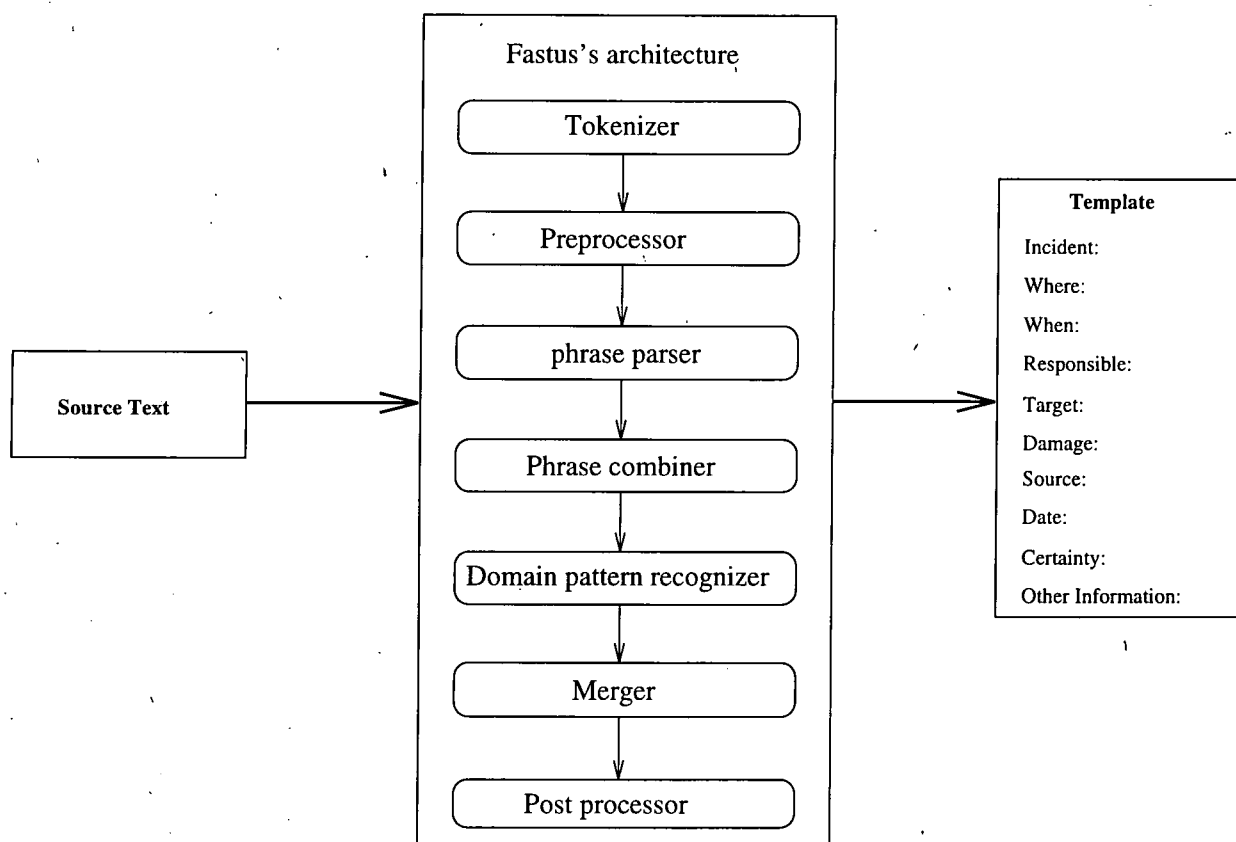 Fastus's architecture
Tokenizer
Preprocessor
phrase parser
Phrase combiner
Domain pattern recognizer
Merger
Post processor
Source Text
Template
Incident:
Where:
When:
Responsible:
Target:
Damage:
Source:
Date:
Certainty:
Other Information: